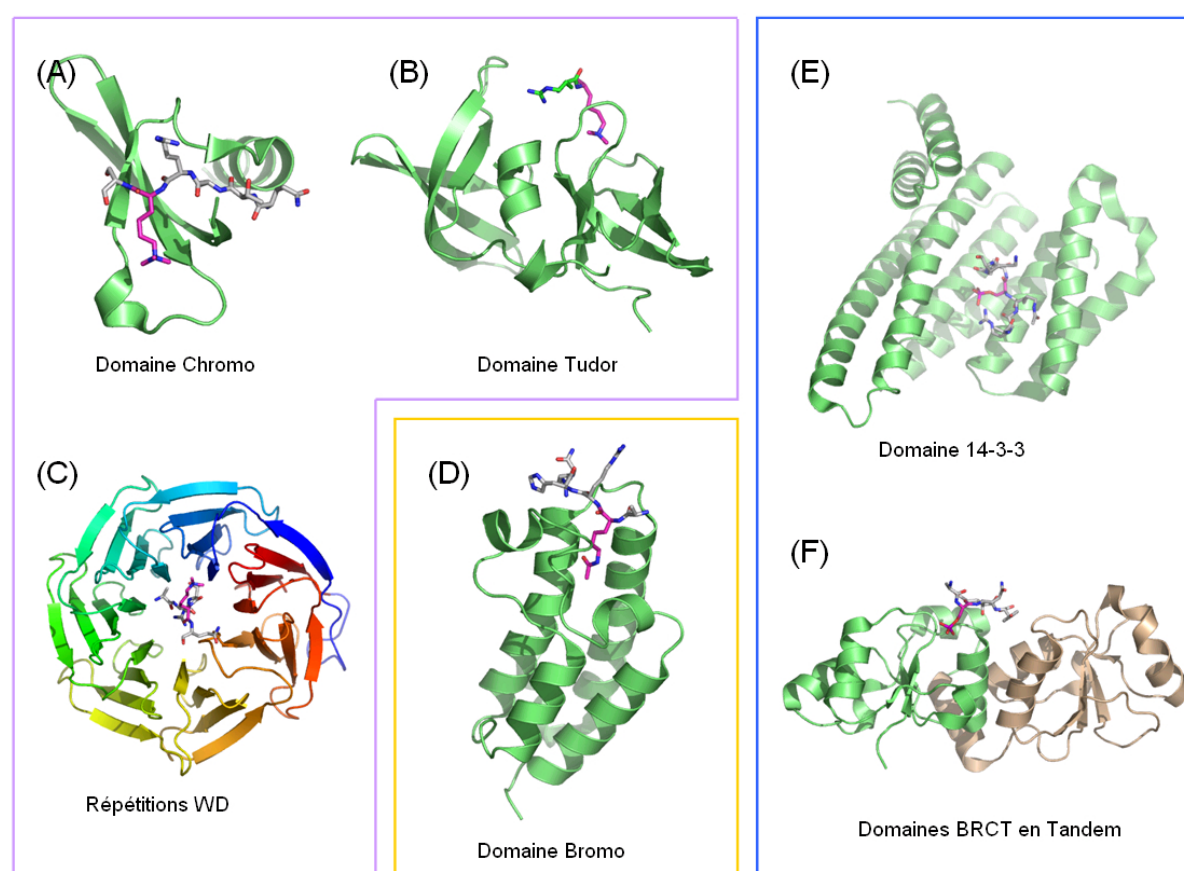 (A)
(B)
Domaine Chromo
Domaine Tudor
(C)
Répétitions WD
(D)
Domaine Bromo
(E)
Domaine 14-3-3
(F)
Domaines BRCT en Tandem